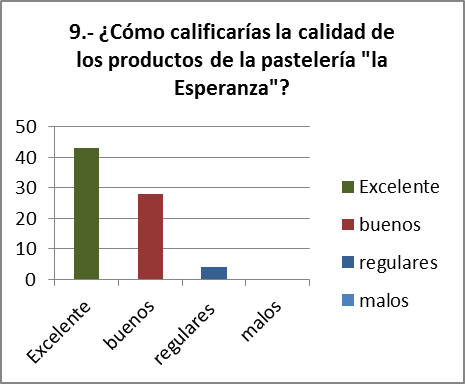 9.- ¿Cómo calificarías la calidad de
los productos de la pastelería "la
Esperanza"?
50
40
30
20
10
0
Excelente
buenos
regulares
malos
Excelente
buenos
regulares
malos